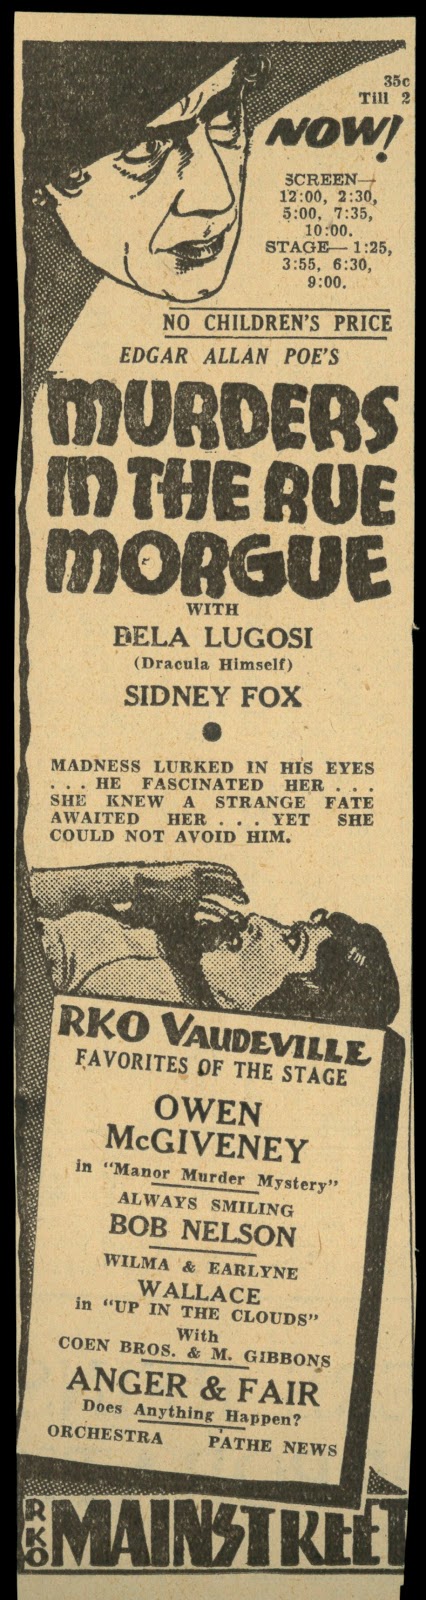 35c
Till 2
NOW!
SCREEN—
12:00, 2:30,
5:00, 7:35,
10:00.
STAGE—1:25,
3:55, 6:30,
9:00.
NO CHILDREN'S PRICE
EDGAR ALLAN POE'S
MURDERS
IN THE RUE
MORGUE
WITH
BELA LUGOSI
(Dracula Himself)
SIDNEY FOX
MADNESS LURKED IN HIS EYES
. . . HE FASCINATED HER . . .
SHE KNEW A STRANGE FATE
AWAITED HER . . . YET SHE
COULD NOT AVOID HIM.
RKO VAUDEVILLE
FAVORITES OF THE STAGE
OWEN
McGIVENEY
in "Manor Murder Mystery"
ALWAYS SMILING
BOB NELSON
WILMA & EARLYNE
WALLACE
in "UP IN THE CLOUDS"
With
COEN BROS. & M. GIBBONS
ANGER & FAIR
Does Anything Happen?
ORCHESTRA PATHE NEWS
RKO MAINSTREET